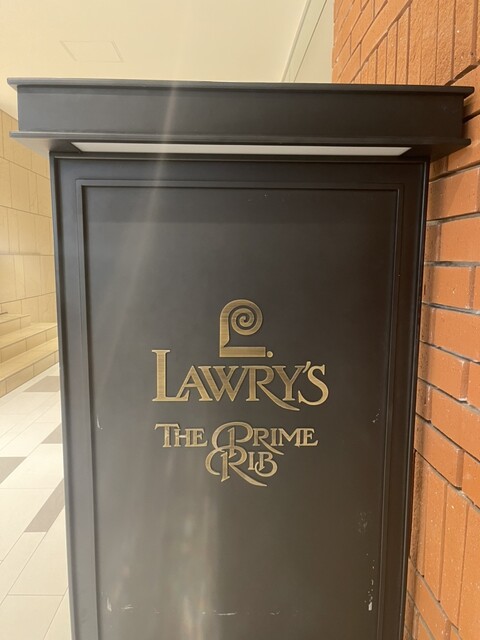 L.
LAWRY'S
THE PRIME
RIB